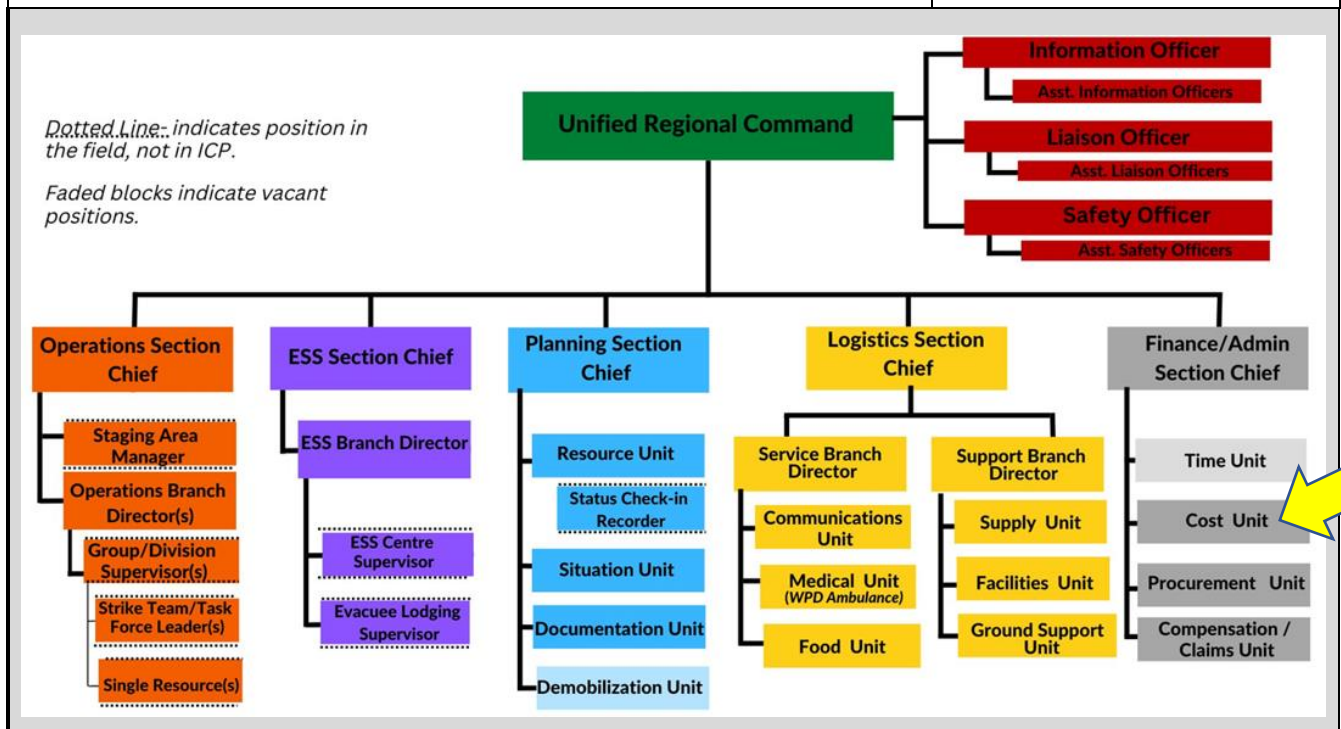 Information Officer
Asst. Information Officers
Unified Regional Command
Dotted Line- indicates position in
the field, not in ICP.
Liaison Officer
Asst. Liaison Officers
Faded blocks indicate vacant
positions.
Safety Officer
Asst. Safety Officers
Operations Section
Chief
Staging Area
Manager
Operations Branch
Director(s)
Group/Division
Supervisor(s)
Strike Team/Task
Force Leader(s)
Single Resource(s)
ESS Section Chief
ESS Branch Director
ESS Centre
Supervisor
Evacuee Lodging
Supervisor
Planning Section
Chief
Resource Unit
Status Check-in
Recorder
Situation Unit
Documentation Unit
Demobilization Unit
Logistics Section
Chief
Service Branch
Director
Communications
Unit
Medical Unit
(WPD Ambulance)
Food Unit
Support Branch
Director
Supply Unit
Facilities Unit
Ground Support
Unit
Finance/Admin
Section Chief
Time Unit
Cost Unit
Procurement Unit
Compensation /
Claims Unit